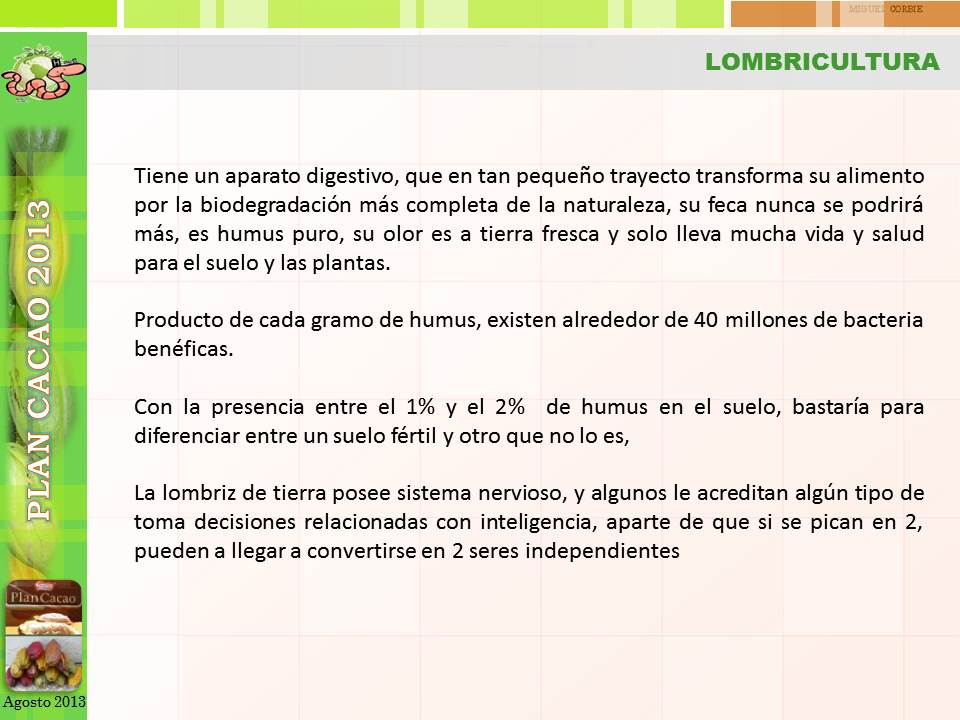 MIGUEL CORBIE
LOMBRICULTURA
Tiene un aparato digestivo, que en tan pequeño trayecto transforma su alimento
por la biodegradación más completa de la naturaleza, su feca nunca se podrirá
más, es humus puro, su olor es a tierra fresca y solo lleva mucha vida y salud
para el suelo y las plantas.
Producto de cada gramo de humus, existen alrededor de 40 millones de bacteria
benéficas.
Con la presencia entre el 1% y el 2% de humus en el suelo, bastaría para
diferenciar entre un suelo fértil y otro que no lo es,
La lombriz de tierra posee sistema nervioso, y algunos le acreditan algún tipo de
toma decisiones relacionadas con inteligencia, aparte de que si se pican en 2,
pueden a llegar a convertirse en 2 seres independientes
PLAN CACAO 2013
Plan Cacao
Agosto 2013